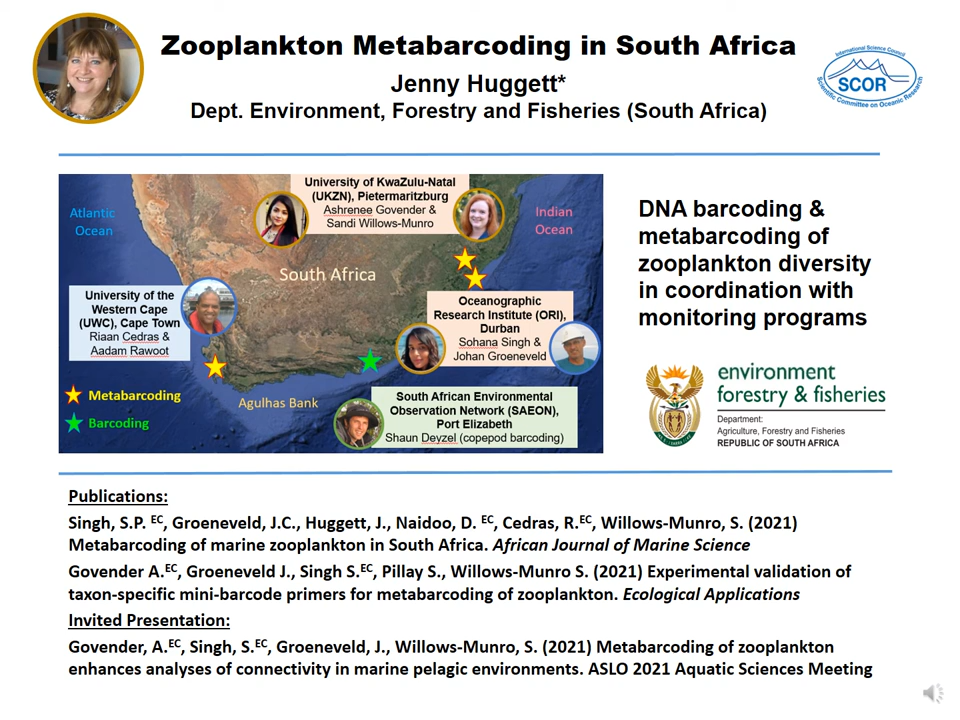 Zooplankton Metabarcoding in South Africa
Jenny Huggett*
Dept. Environment, Forestry and Fisheries (South Africa)
International Science Council
SCOR
Scientific Committee on Oceanic Research
Atlantic
Ocean
University of KwaZulu-Natal
(UKZN), Pietermaritzburg
Ashrenee Govender &
Sandi Willows-Munro
Indian
Ocean
South Africa
University of the
Western Cape
(UWC), Cape Town
Riaan Cedras &
Aadam Rawoot
Oceanographic
Research Institute (ORI),
Durban
Sohana Singh &
Johan Groeneveld
Metabarcoding
Barcoding
Agulhas Bank
South African Environmental
Observation Network (SAEON),
Port Elizabeth
Shaun Deyzel (copepod barcoding)
DNA barcoding &
metabarcoding of
zooplankton diversity
in coordination with
monitoring programs
environment
forestry & fisheries
Department:
Agriculture, Forestry and Fisheries
REPUBLIC OF SOUTH AFRICA
Publications:
Singh, S.P. EC, Groeneveld, J.C., Huggett, J., Naidoo, D. EC, Cedras, R.EC, Willows-Munro, S. (2021)
Metabarcoding of marine zooplankton in South Africa. African Journal of Marine Science
Govender A.EC, Groeneveld J., Singh S.EC, Pillay S., Willows-Munro S. (2021) Experimental validation of
taxon-specific mini-barcode primers for metabarcoding of zooplankton. Ecological Applications
Invited Presentation:
Govender, A.EC, Singh, S.EC, Groeneveld, J., Willows-Munro, S. (2021) Metabarcoding of zooplankton
enhances analyses of connectivity in marine pelagic environments. ASLO 2021 Aquatic Sciences Meeting